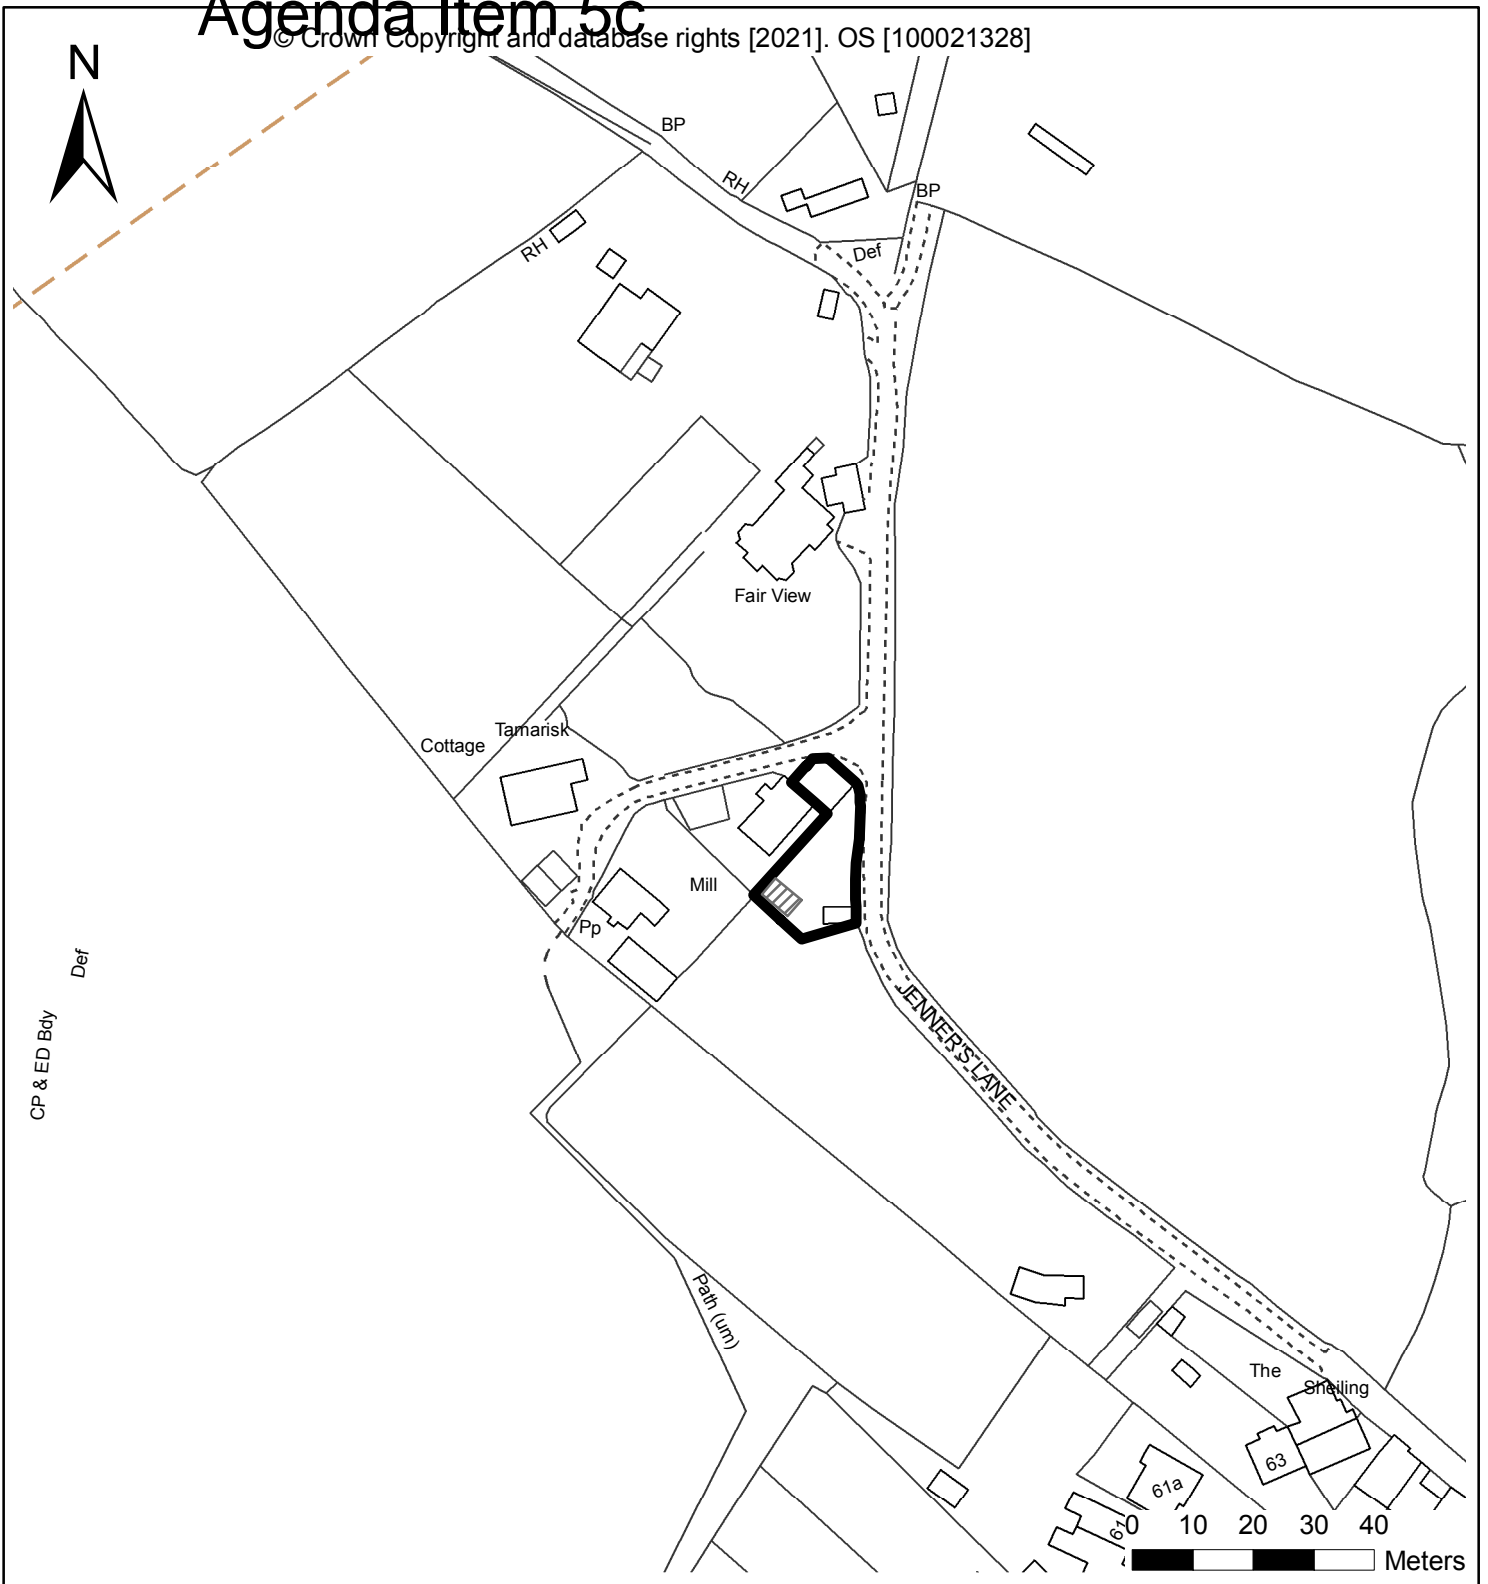 Agenda Item 5c
© Crown Copyright and database rights [2021]. OS [100021328]
N
BP
RH
BP
RH
Def
Fair View
Tamarisk
Cottage
Mill
Pp
Def
CP & ED Bdy
JENNER'S LANE
Path (um)
The
Sheiling
63
61a
61
0 10 20 30 40
Meters